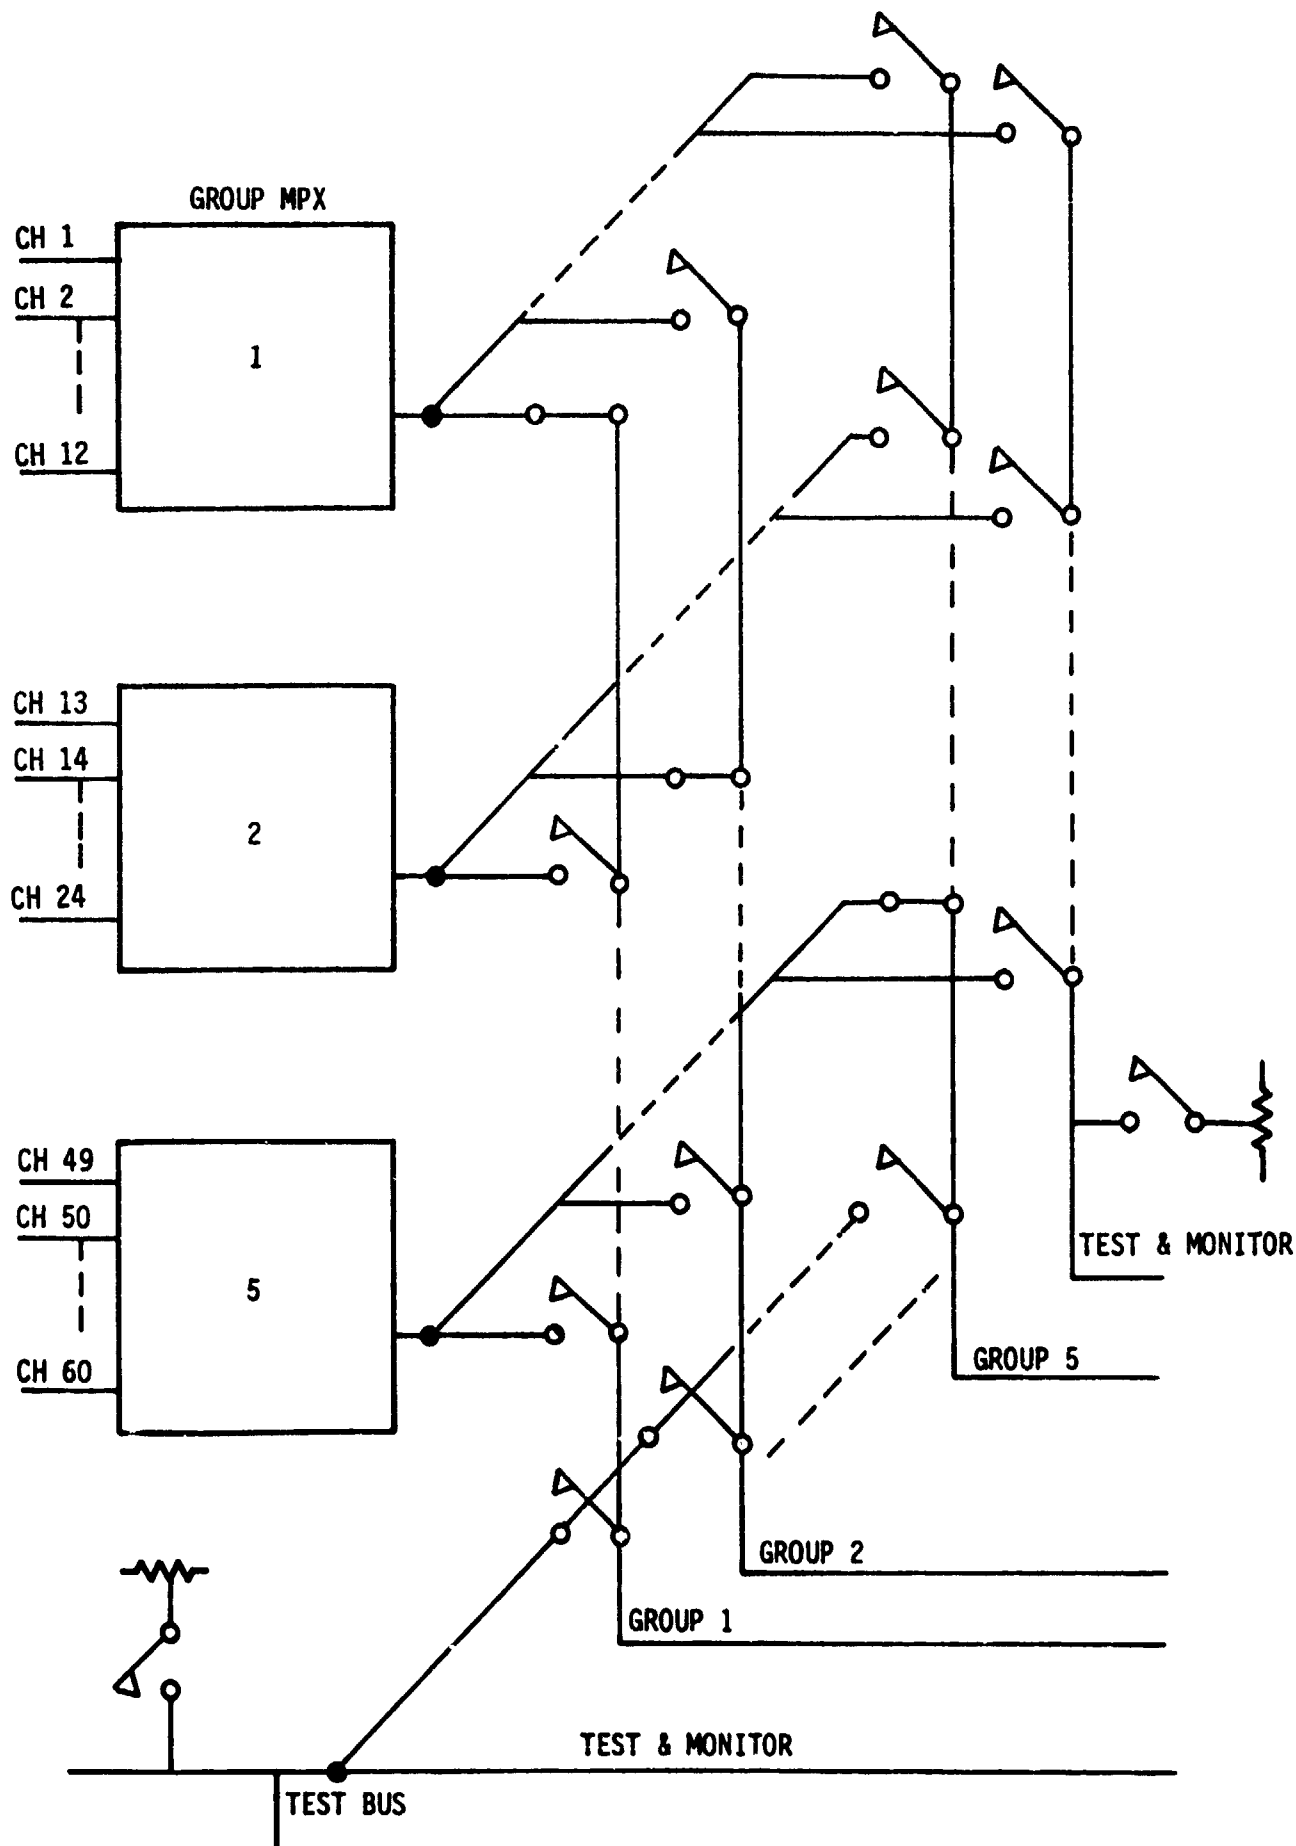 GROUP MPX
CH 1
CH 2
1
CH 12
CH 13
CH 14
2
CH 24
CH 49
CH 50
5
CH 60
TEST & MONITOR
GROUP 5
GROUP 2
GROUP 1
TEST & MONITOR
TEST BUS